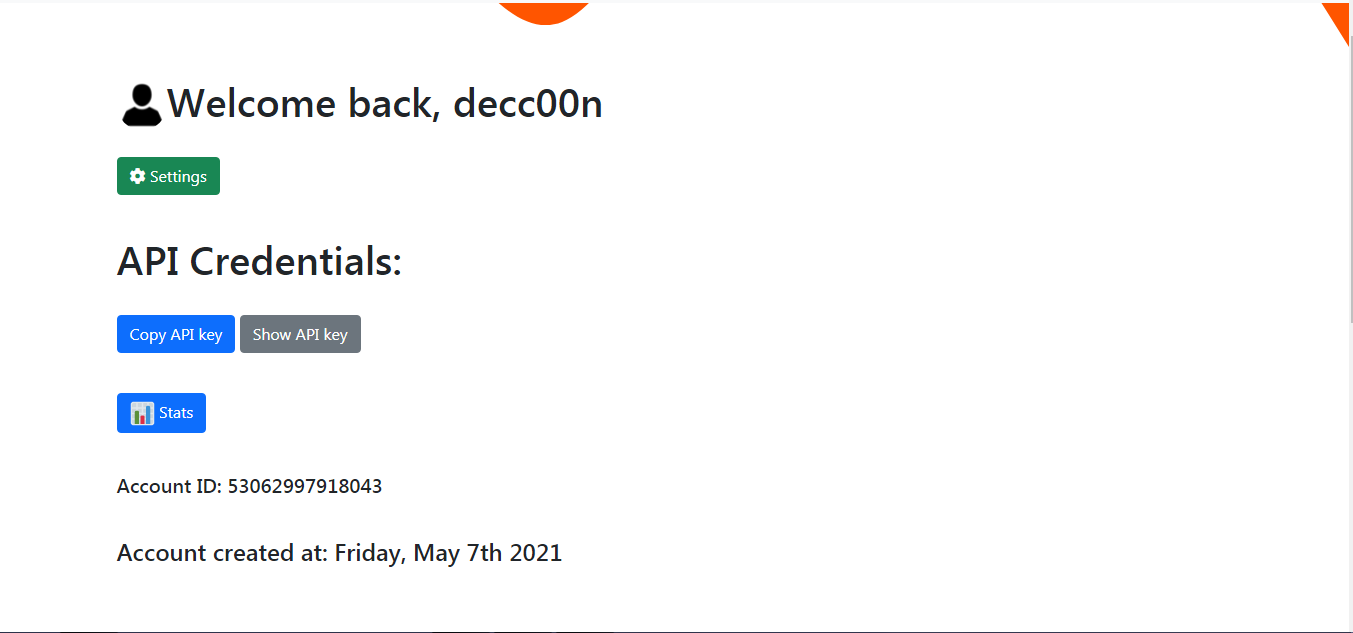 Welcome back, decc00n
Settings
API Credentials:
Copy API key Show API key
Stats
Account ID: 53062997918043
Account created at: Friday, May 7th 2021